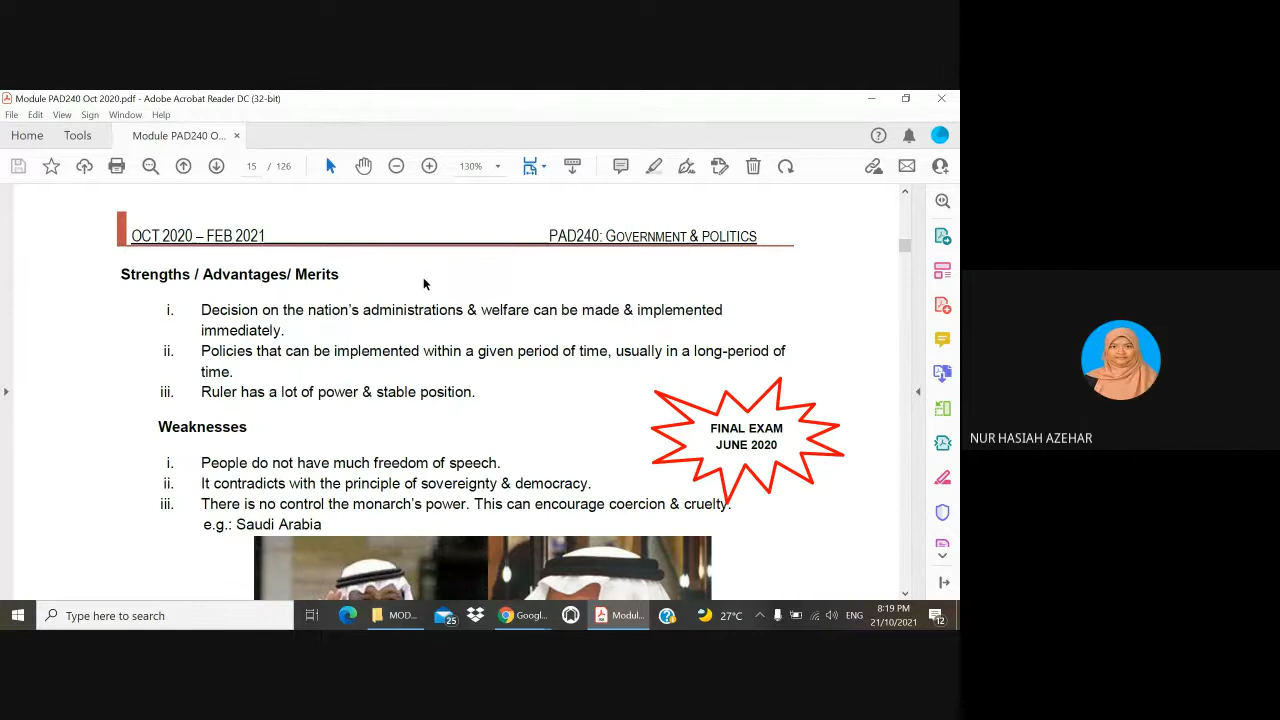 Module PAD240 Oct 2020.pdf - Adobe Acrobat Reader DC (32-bit)
File Edit View Sign Window Help
Home Tools Module PAD240 O... ×
15 / 126 130%
OCT 2020 – FEB 2021 PAD240: GOVERNMENT & POLITICS
Strengths / Advantages/ Merits
i. Decision on the nation's administrations & welfare can be made & implemented
immediately.
ii. Policies that can be implemented within a given period of time, usually in a long-period of
time.
iii. Ruler has a lot of power & stable position.
FINAL EXAM
JUNE 2020
Weaknesses
i. People do not have much freedom of speech.
ii. It contradicts with the principle of sovereignty & democracy.
iii. There is no control the monarch's power. This can encourage coercion & cruelty.
e.g.: Saudi Arabia
NUR HASIAH AZEHAR
Type here to search MOD... 25 Googl... Modul... 27°C ENG 8:19 PM
21/10/2021 12